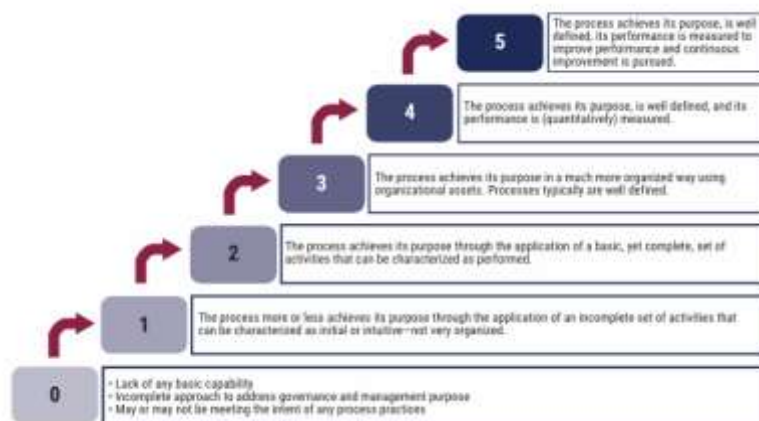 5
The process achieves its purpose, is well
defined, its performance is measured to
improve performance and continuous
improvement is pursued.
4
The process achieves its purpose, is well defined, and its
performance is (quantitatively) measured.
3
The process achieves its purpose in a much more organized way using
organizational assets. Processes typically are well defined.
2
The process achieves its purpose through the application of a basic, yet complete, set of
activities that can be characterized as performed.
1
The process more or less achieves its purpose through the application of an incomplete set of activities that
can be characterized as initial or intuitive—not very organized.
0
• Lack of any basic capability
• Incomplete approach to address governance and management purpose
• May or may not be meeting the intent of any process practices